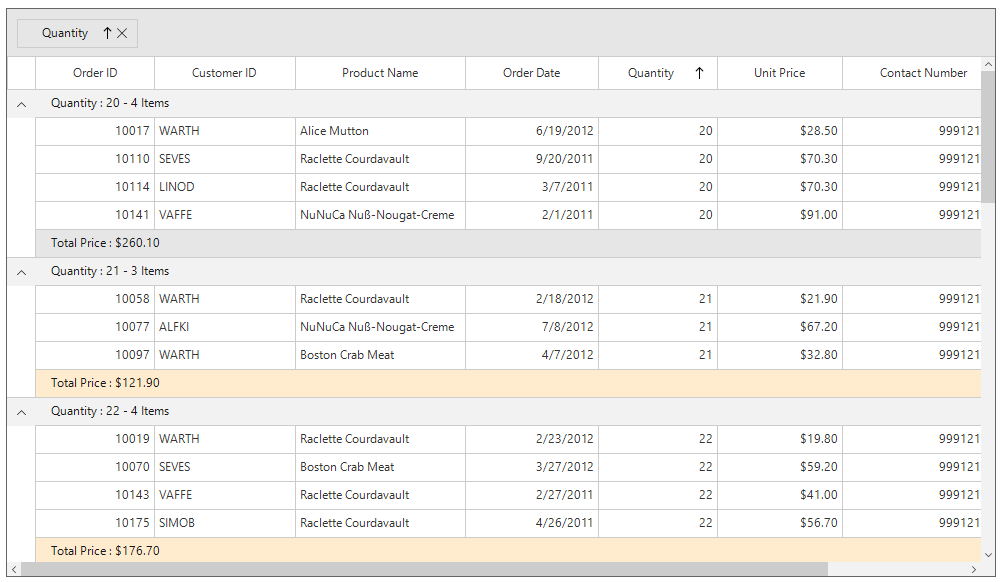 Quantity
Order ID Customer ID Product Name Order Date Quantity Unit Price Contact Number
Quantity : 20 - 4 Items
10017 WARTH Alice Mutton 6/19/2012 20 $28.50 999121
10110 SEVES Raclette Courdavault 9/20/2011 20 $70.30 999121
10114 LINOD Raclette Courdavault 3/7/2011 20 $70.30 999121
10141 VAFFE NuNuCa Nuß-Nougat-Creme 2/1/2011 20 $91.00 999121
Total Price : $260.10
Quantity : 21 - 3 Items
10058 WARTH Raclette Courdavault 2/18/2012 21 $21.90 999121
10077 ALFKI NuNuCa Nuß-Nougat-Creme 7/8/2012 21 $67.20 999121
10097 WARTH Boston Crab Meat 4/7/2012 21 $32.80 999121
Total Price : $121.90
Quantity : 22 - 4 Items
10019 WARTH Raclette Courdavault 2/23/2012 22 $19.80 999121
10070 SEVES Boston Crab Meat 3/27/2012 22 $59.20 999121
10143 VAFFE Raclette Courdavault 2/27/2011 22 $41.00 999121
10175 SIMOB Raclette Courdavault 4/26/2011 22 $56.70 999121
Total Price : $176.70